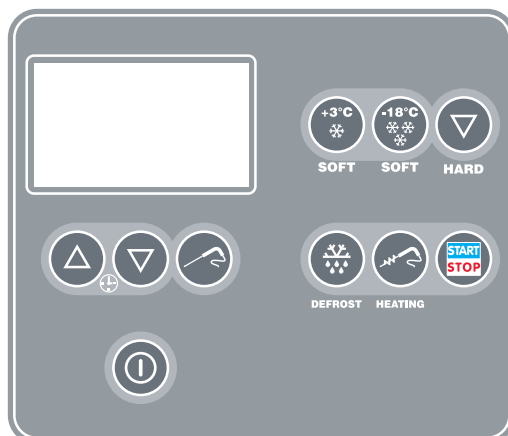 +3°C
-18°C
SOFT
SOFT
HARD
START
STOP
DEFROST
HEATING